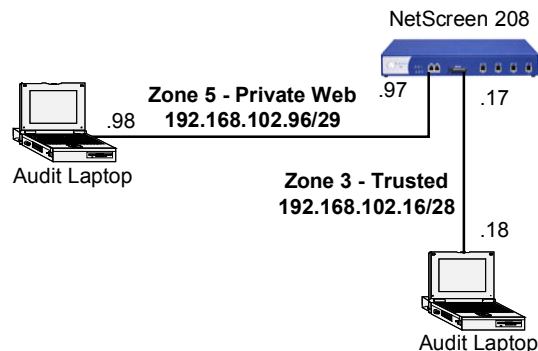 NetScreen 208
Zone 5 - Private Web
192.168.102.96/29
.97
.17
.98
Audit Laptop
Zone 3 - Trusted
192.168.102.16/28
.18
Audit Laptop